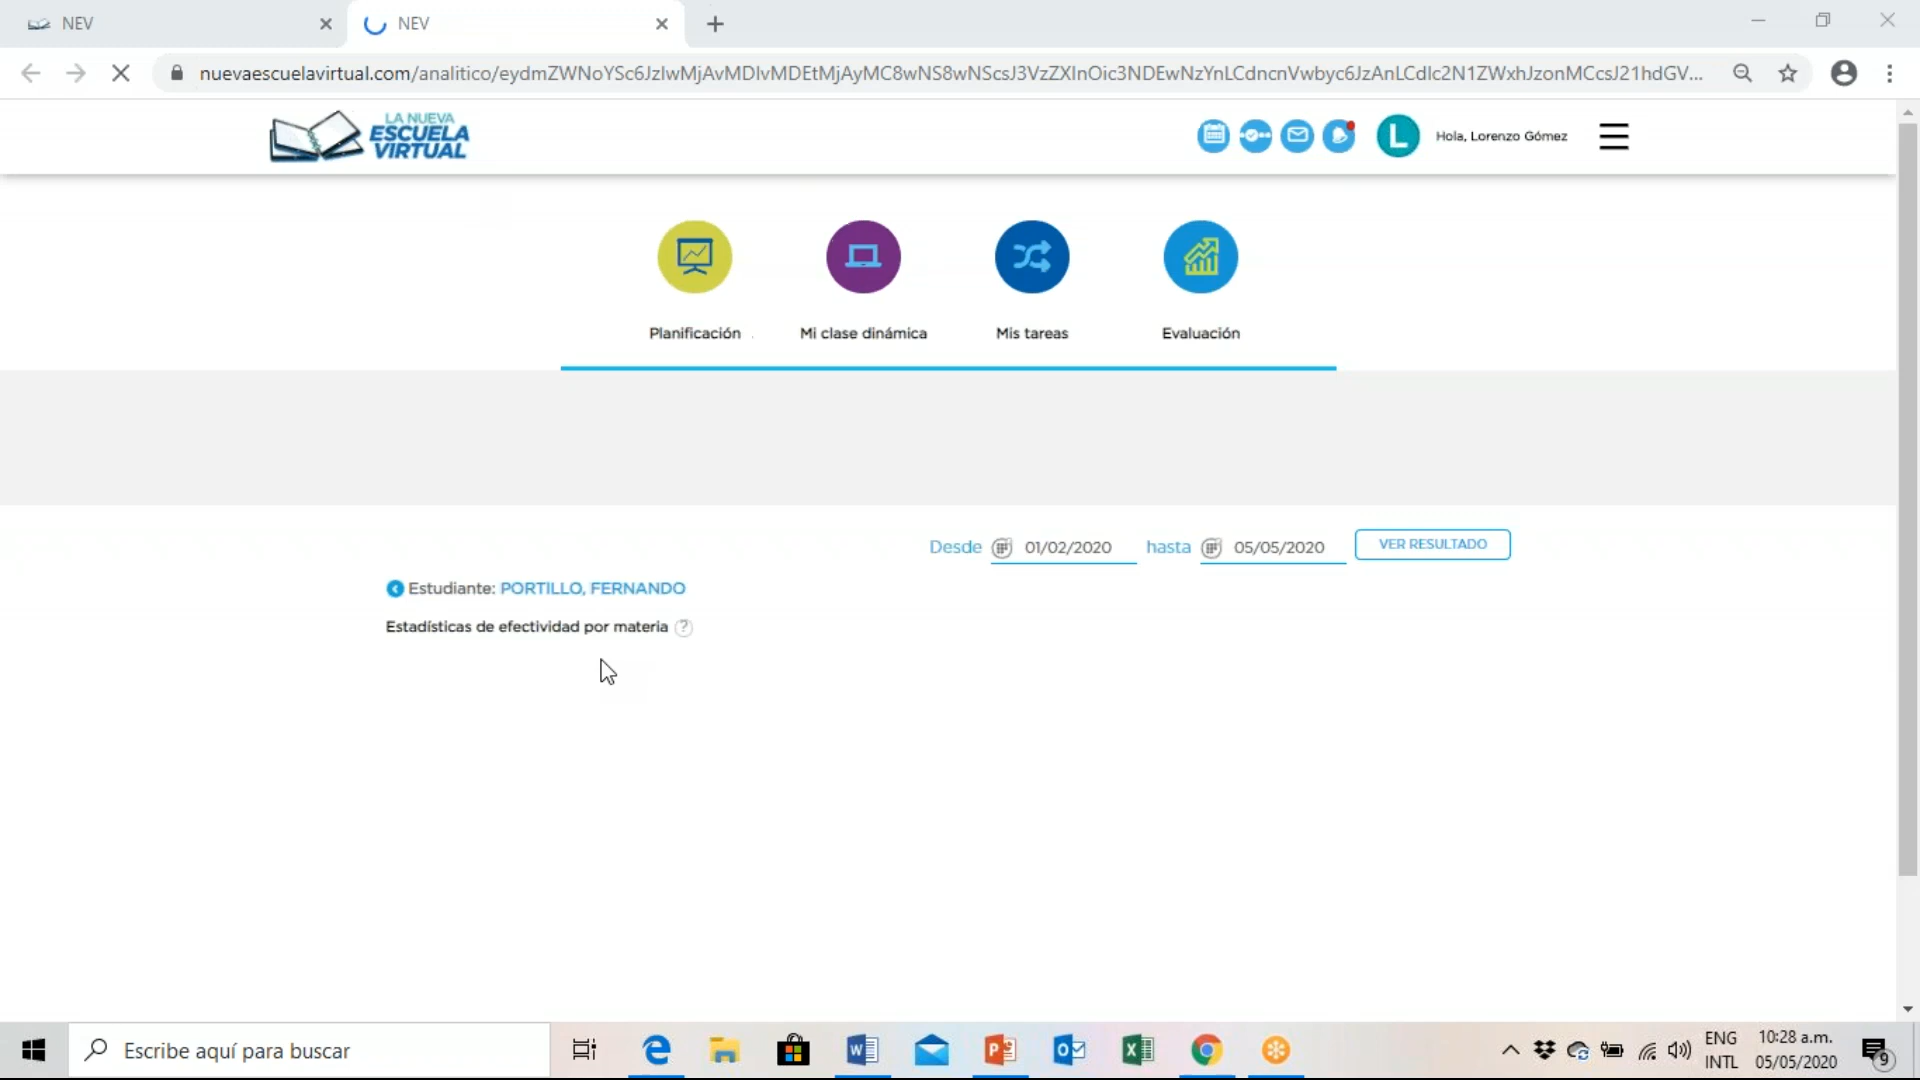 NEV
NEV
nuevaescuelavirtual.com/analitico/
LA NUEVA
ESCUELA
VIRTUAL
L
Hola, Lorenzo Gómez
Planificación
Mi clase dinámica
Mis tareas
Evaluación
Desde 01/02/2020 hasta 05/05/2020 VER RESULTADO
Estudiante: PORTILLO, FERNANDO
Estadísticas de efectividad por materia ?
Escribe aquí para buscar
ENG
INTL
10:28 a.m.
05/05/2020
9